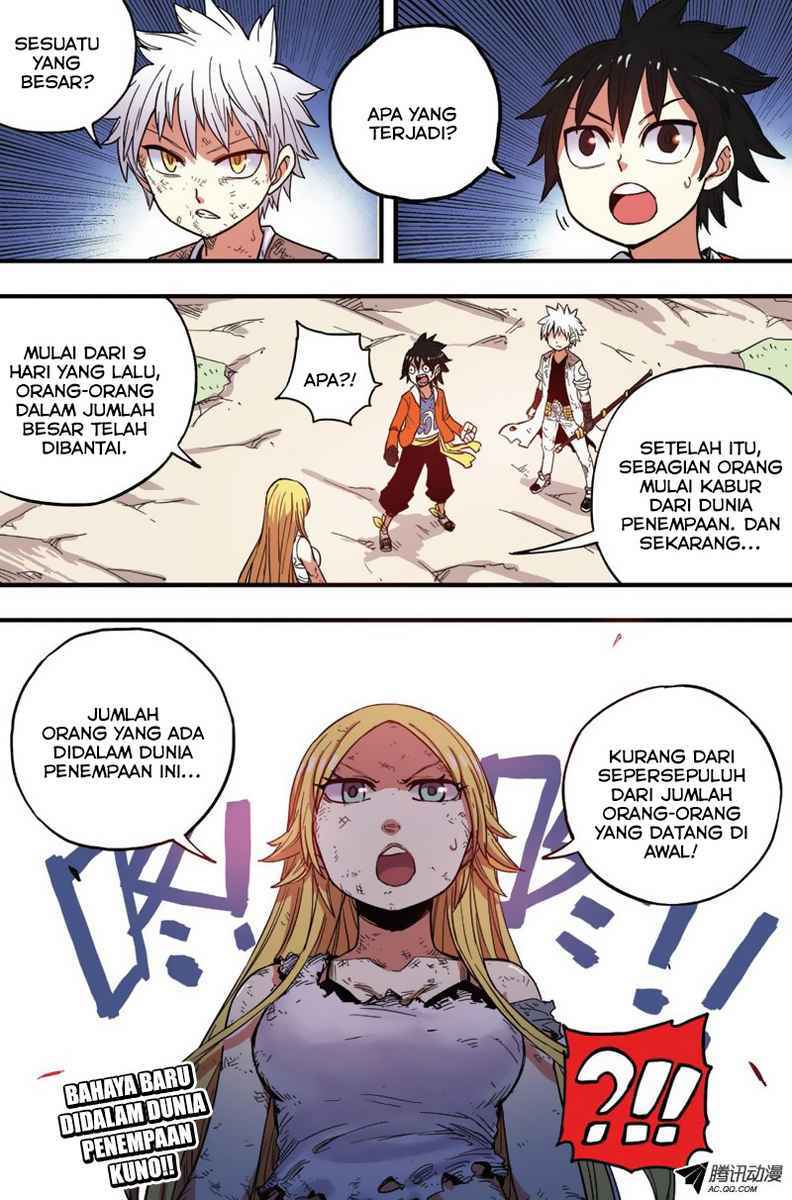 SESUATU
YANG
BESAR?
APA YANG
TERJADI?
MULAI DARI 9
HARI YANG LALU,
ORANG-ORANG
DALAM JUMLAH
BESAR TELAH
DIBANTAI.
APA?!
SETELAH ITU,
SEBAGIAN ORANG
MULAI KABUR
DARI DUNIA
PENEMPAAN. DAN
SEKARANG...
JUMLAH
ORANG YANG ADA
DIDALAM DUNIA
PENEMPAAN INI...
KURANG DARI
SEPERSEPULUH
DARI JUMLAH
ORANG-ORANG
YANG DATANG DI
AWAL!
咚! 咚!!
BAHAYA BARU
DIDALAM DUNIA
PENEMPAAN
KUNO!!
?!!
腾讯动漫
AC.QQ.COM